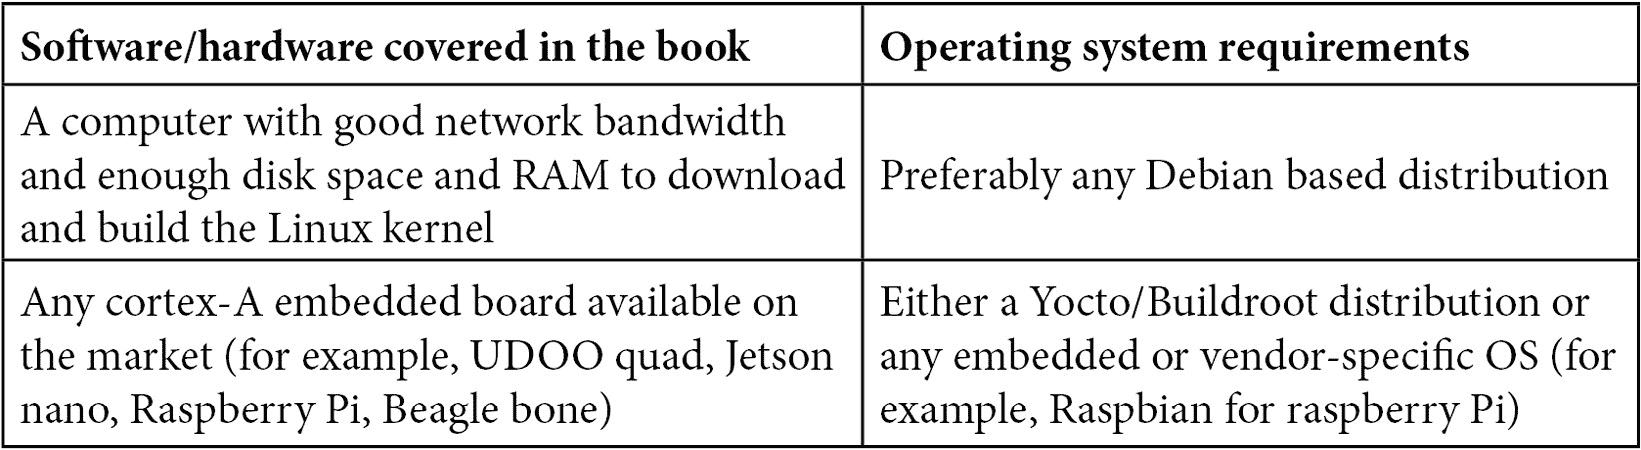 Software/hardware covered in the book
Operating system requirements
A computer with good network bandwidth
and enough disk space and RAM to download
and build the Linux kernel
Preferably any Debian based distribution
Any cortex-A embedded board available on
the market (for example, UDOO quad, Jetson
nano, Raspberry Pi, Beagle bone)
Either a Yocto/Buildroot distribution or
any embedded or vendor-specific OS (for
example, Raspbian for raspberry Pi)